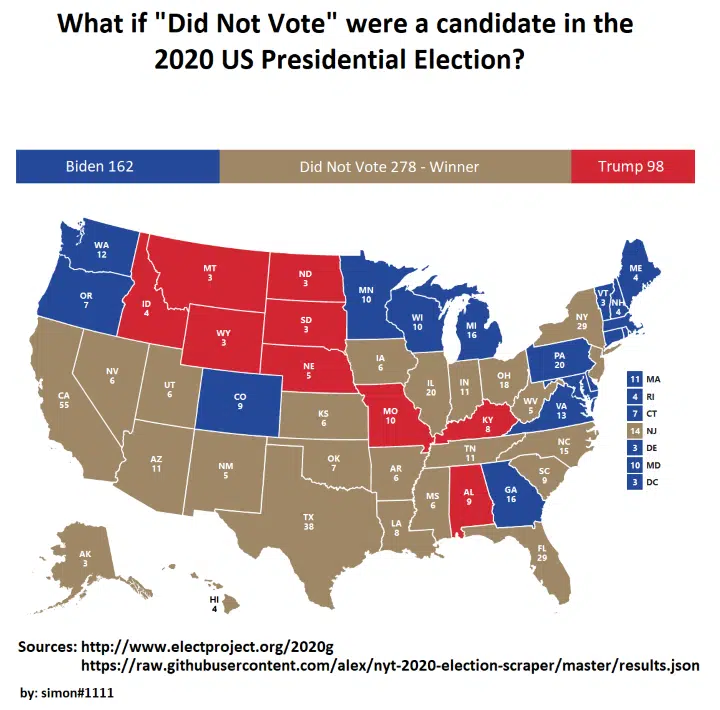 What if "Did Not Vote" were a candidate in the
2020 US Presidential Election?
Biden 162
Did Not Vote 278 - Winner
Trump 98
WA
12
OR
7
CA
55
NV
6
ID
4
MT
3
WY
3
UT
6
AZ
11
CO
9
NM
5
ND
3
SD
3
NE
5
KS
6
OK
7
TX
38
MN
10
IA
6
MO
10
AR
6
LA
8
WI
10
IL
20
MI
16
IN
11
OH
18
KY
8
TN
11
MS
6
AL
9
GA
16
FL
29
SC
9
NC
15
VA
13
WV
5
PA
20
NY
29
VT
3
NH
4
ME
4
AK
3
HI
4
11 MA
4 RI
7 CT
14 NJ
3 DE
10 MD
3 DC
Sources: http://www.electproject.org/2020g
https://raw.githubusercontent.com/alex/nyt-2020-election-scraper/master/results.json
by: simon#1111